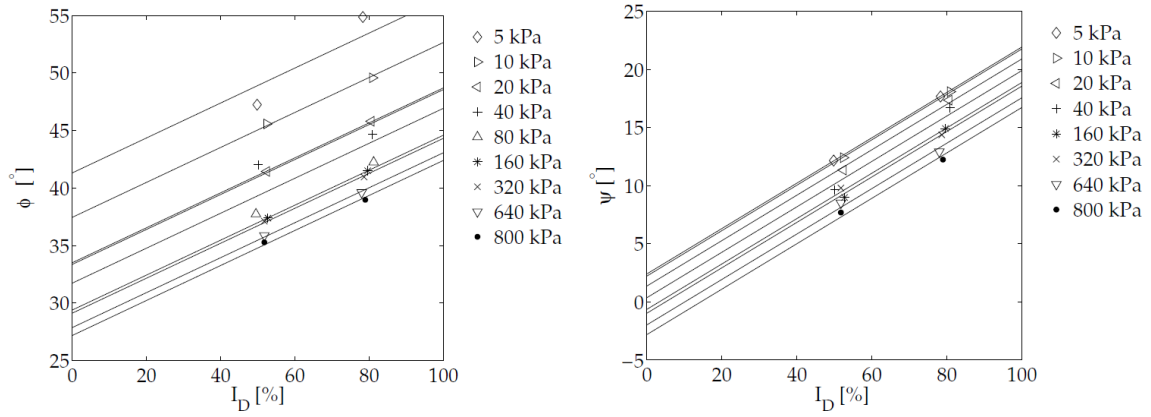 55
50
45
40
35
30
25
ϕ [°]
0 20 40 60 80 100
I_D [%]
5 kPa
10 kPa
20 kPa
40 kPa
80 kPa
160 kPa
320 kPa
640 kPa
800 kPa
25
20
15
10
5
0
−5
ψ [°]
0 20 40 60 80 100
I_D [%]
5 kPa
10 kPa
20 kPa
40 kPa
160 kPa
320 kPa
640 kPa
800 kPa